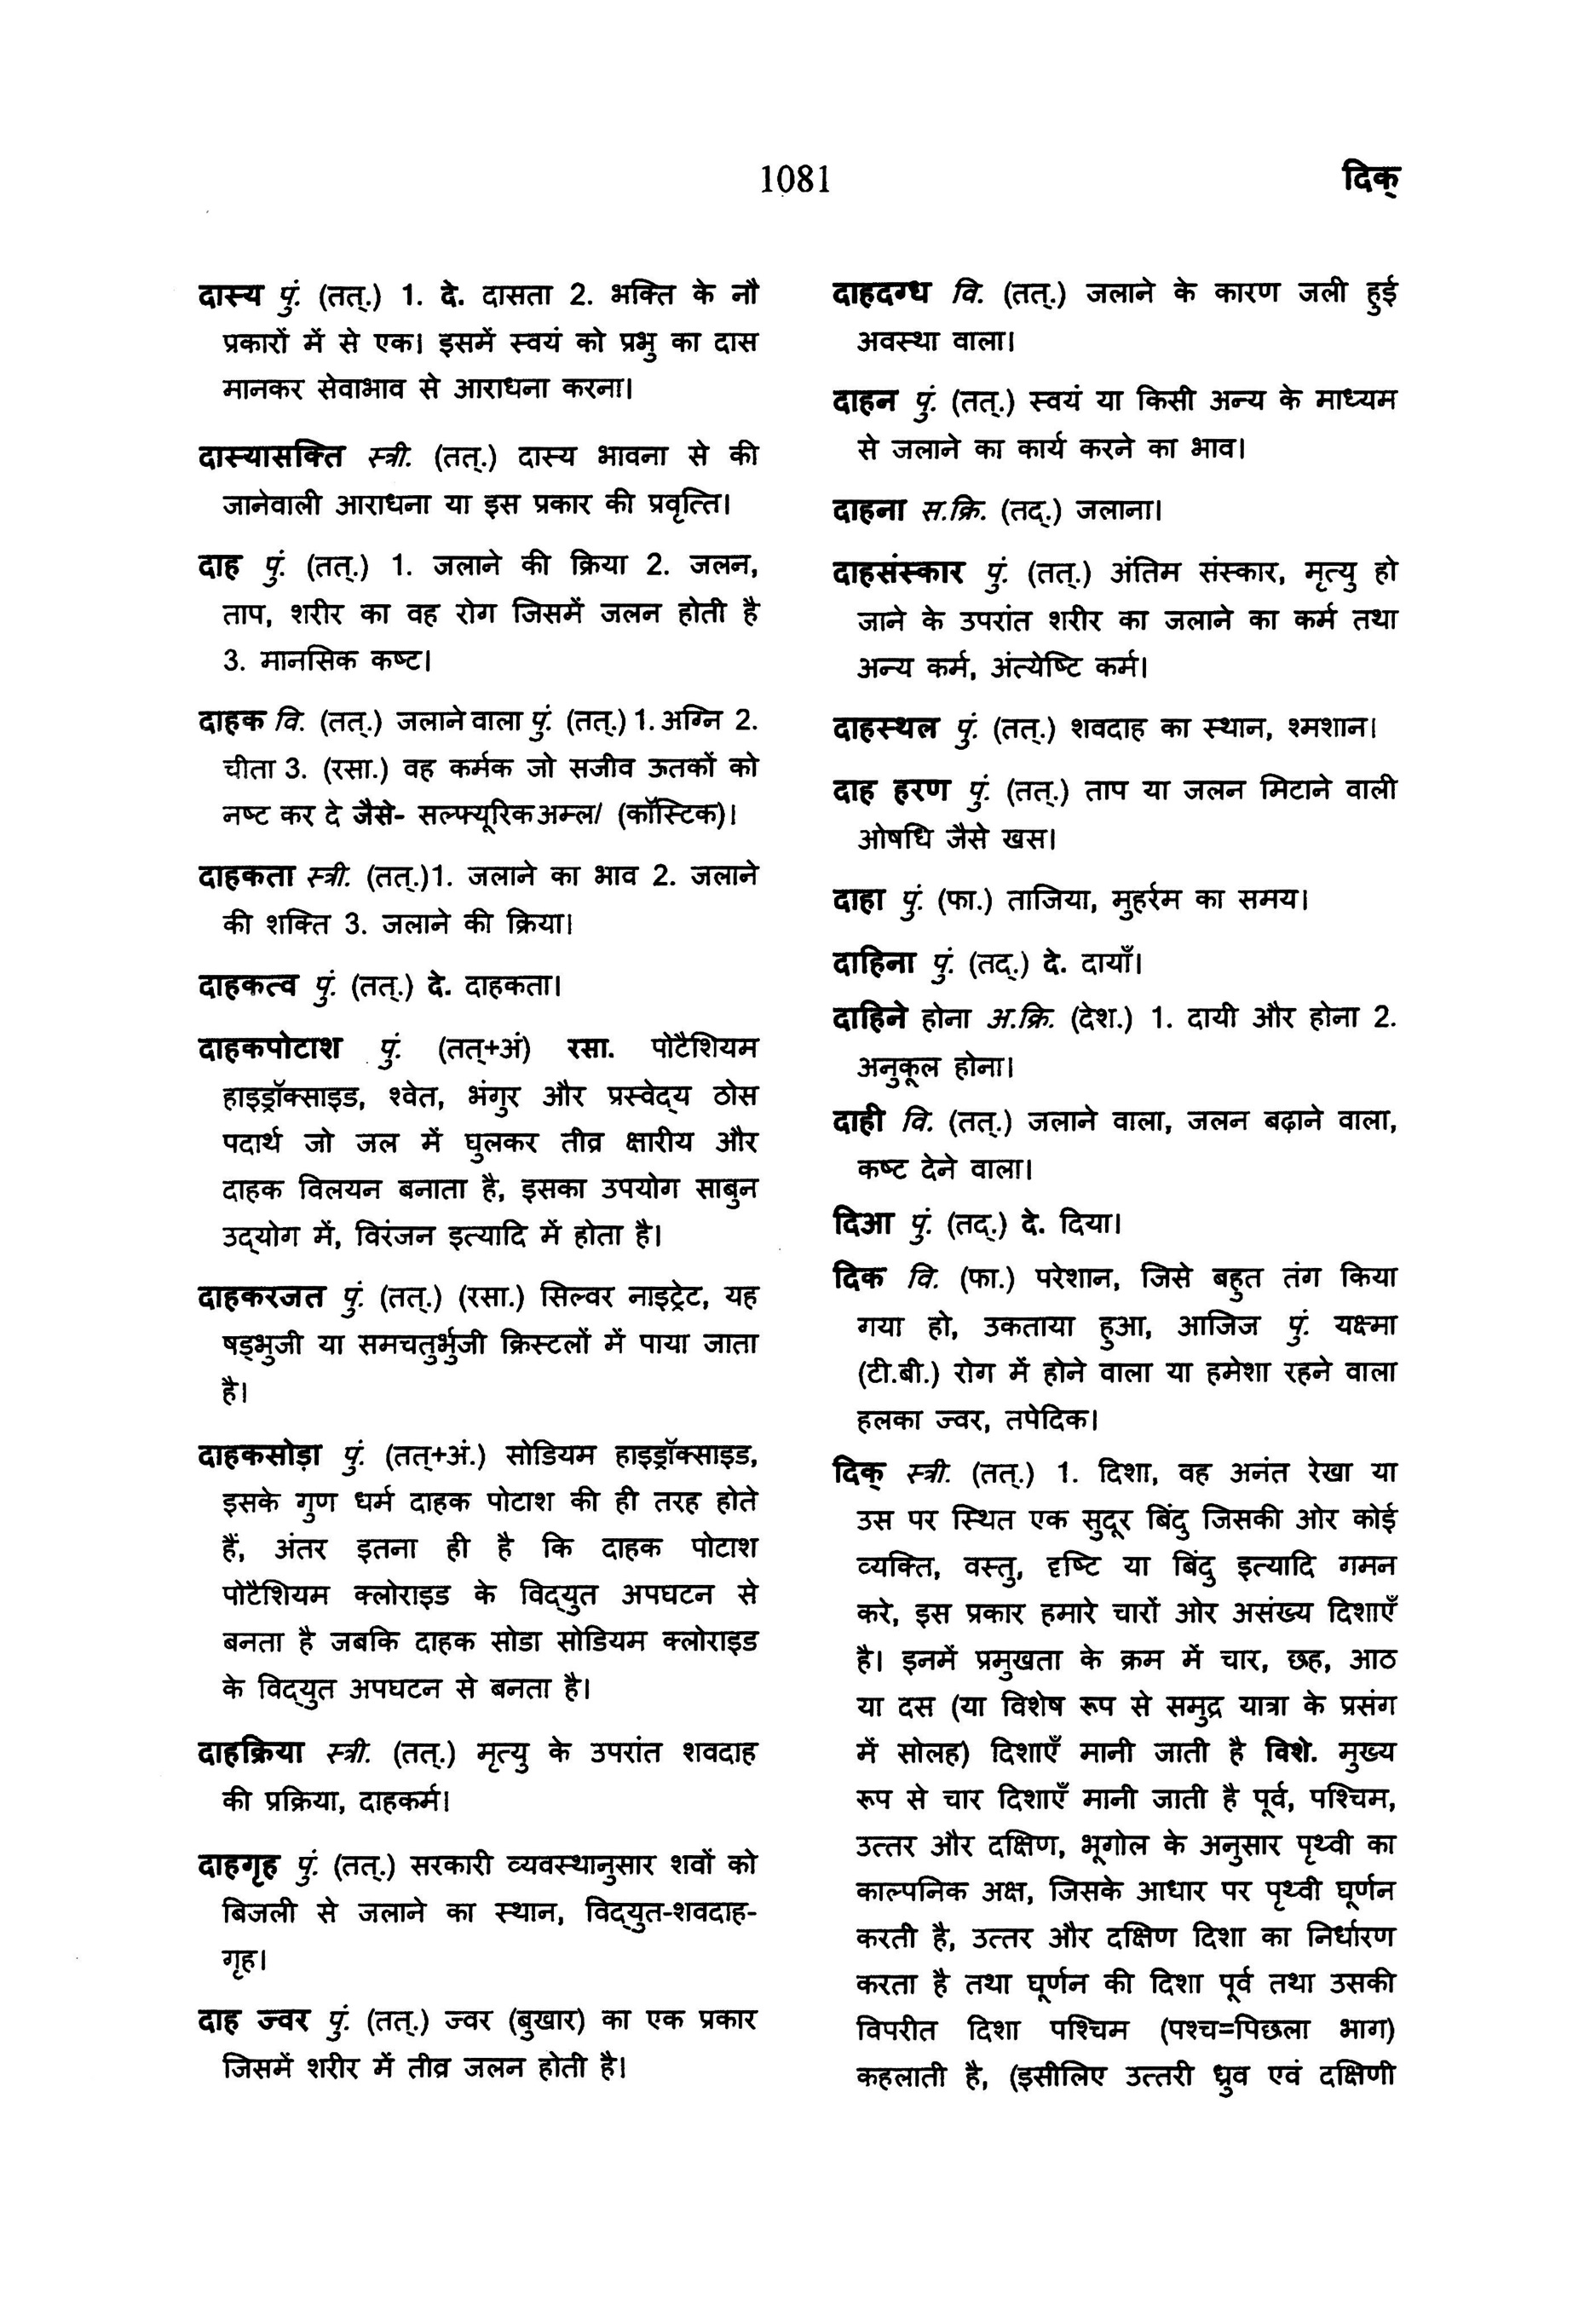 1081
दिक्
दास्य पुं. (तत्.) 1. दे. दासता 2. भक्ति के नौ
प्रकारों में से एक। इसमें स्वयं को प्रभु का दास
मानकर सेवाभाव से आराधना करना।
दास्यासक्ति स्त्री. (तत्.) दास्य भावना से की
जानेवाली आराधना या इस प्रकार की प्रवृत्ति।
दाह पुं. (तत्.) 1. जलाने की क्रिया 2. जलन,
ताप, शरीर का वह रोग जिसमें जलन होती है
3. मानसिक कष्ट।
दाहक वि. (तत्.) जलाने वाला पुं. (तत्.) 1. अग्नि 2.
चीता 3. (रसा.) वह कर्मक जो सजीव ऊतकों को
नष्ट कर दे जैसे- सल्फ्यूरिक अम्ल/ (कॉस्टिक)।
दाहकता स्त्री. (तत्.)1. जलाने का भाव 2. जलाने
की शक्ति 3. जलाने की क्रिया।
दाहकत्व पुं. (तत्.) दे. दाहकता।
दाहकपोटाश पुं. (तत्+अं) रसा. पोटैशियम
हाइड्रॉक्साइड, श्वेत, भंगुर और प्रस्वेद्य ठोस
पदार्थ जो जल में घुलकर तीव्र क्षारीय और
दाहक विलयन बनाता है, इसका उपयोग साबुन
उद्योग में, विरंजन इत्यादि में होता है।
दाहकरजत पुं. (तत्.) (रसा.) सिल्वर नाइट्रेट, यह
षड्भुजी या समचतुर्भुजी क्रिस्टलों में पाया जाता
है।
दाहकसोड़ा पुं. (तत्+अं.) सोडियम हाइड्रॉक्साइड,
इसके गुण धर्म दाहक पोटाश की ही तरह होते
हैं, अंतर इतना ही है कि दाहक पोटाश
पोटैशियम क्लोराइड के विद्युत अपघटन से
बनता है जबकि दाहक सोडा सोडियम क्लोराइड
के विद्युत अपघटन से बनता है।
दाहक्रिया स्त्री. (तत्.) मृत्यु के उपरांत शवदाह
की प्रक्रिया, दाहकर्म।
दाहगृह पुं. (तत्.) सरकारी व्यवस्थानुसार शवों को
बिजली से जलाने का स्थान, विद्युत-शवदाह-
गृह।
दाह ज्वर पुं. (तत्.) ज्वर (बुखार) का एक प्रकार
जिसमें शरीर में तीव्र जलन होती है।
दाहदग्ध वि. (तत्.) जलाने के कारण जली हुई
अवस्था वाला।
दाहन पुं. (तत्.) स्वयं या किसी अन्य के माध्यम
से जलाने का कार्य करने का भाव।
दाहना स.क्रि. (तद्.) जलाना।
दाहसंस्कार पुं. (तत्.) अंतिम संस्कार, मृत्यु हो
जाने के उपरांत शरीर का जलाने का कर्म तथा
अन्य कर्म, अंत्येष्टि कर्म।
दाहस्थल पुं. (तत्.) शवदाह का स्थान, श्मशान।
दाह हरण पुं. (तत्.) ताप या जलन मिटाने वाली
ओषधि जैसे खस।
दाहा पुं. (फा.) ताजिया, मुहर्रम का समय।
दाहिना पुं. (तद्.) दे. दायाँ।
दाहिने होना अ.क्रि. (देश.) 1. दायी और होना 2.
अनुकूल होना।
दाही वि. (तत्.) जलाने वाला, जलन बढ़ाने वाला,
कष्ट देने वाला।
दिआ पुं. (तद्.) दे. दिया।
दिक वि. (फा.) परेशान, जिसे बहुत तंग किया
गया हो, उकताया हुआ, आजिज पुं. यक्ष्मा
(टी.बी.) रोग में होने वाला या हमेशा रहने वाला
हलका ज्वर, तपेदिक।
दिक् स्त्री. (तत्.) 1. दिशा, वह अनंत रेखा या
उस पर स्थित एक सुदूर बिंदु जिसकी ओर कोई
व्यक्ति, वस्तु, दृष्टि या बिंदु इत्यादि गमन
करे, इस प्रकार हमारे चारों ओर असंख्य दिशाएँ
है। इनमें प्रमुखता के क्रम में चार, छह, आठ
या दस (या विशेष रूप से समुद्र यात्रा के प्रसंग
में सोलह) दिशाएँ मानी जाती है विशे. मुख्य
रूप से चार दिशाएँ मानी जाती है पूर्व, पश्चिम,
उत्तर और दक्षिण, भूगोल के अनुसार पृथ्वी का
काल्पनिक अक्ष, जिसके आधार पर पृथ्वी घूर्णन
करती है, उत्तर और दक्षिण दिशा का निर्धारण
करता है तथा घूर्णन की दिशा पूर्व तथा उसकी
विपरीत दिशा पश्चिम (पश्च=पिछला भाग)
कहलाती है, (इसीलिए उत्तरी ध्रुव एवं दक्षिणी